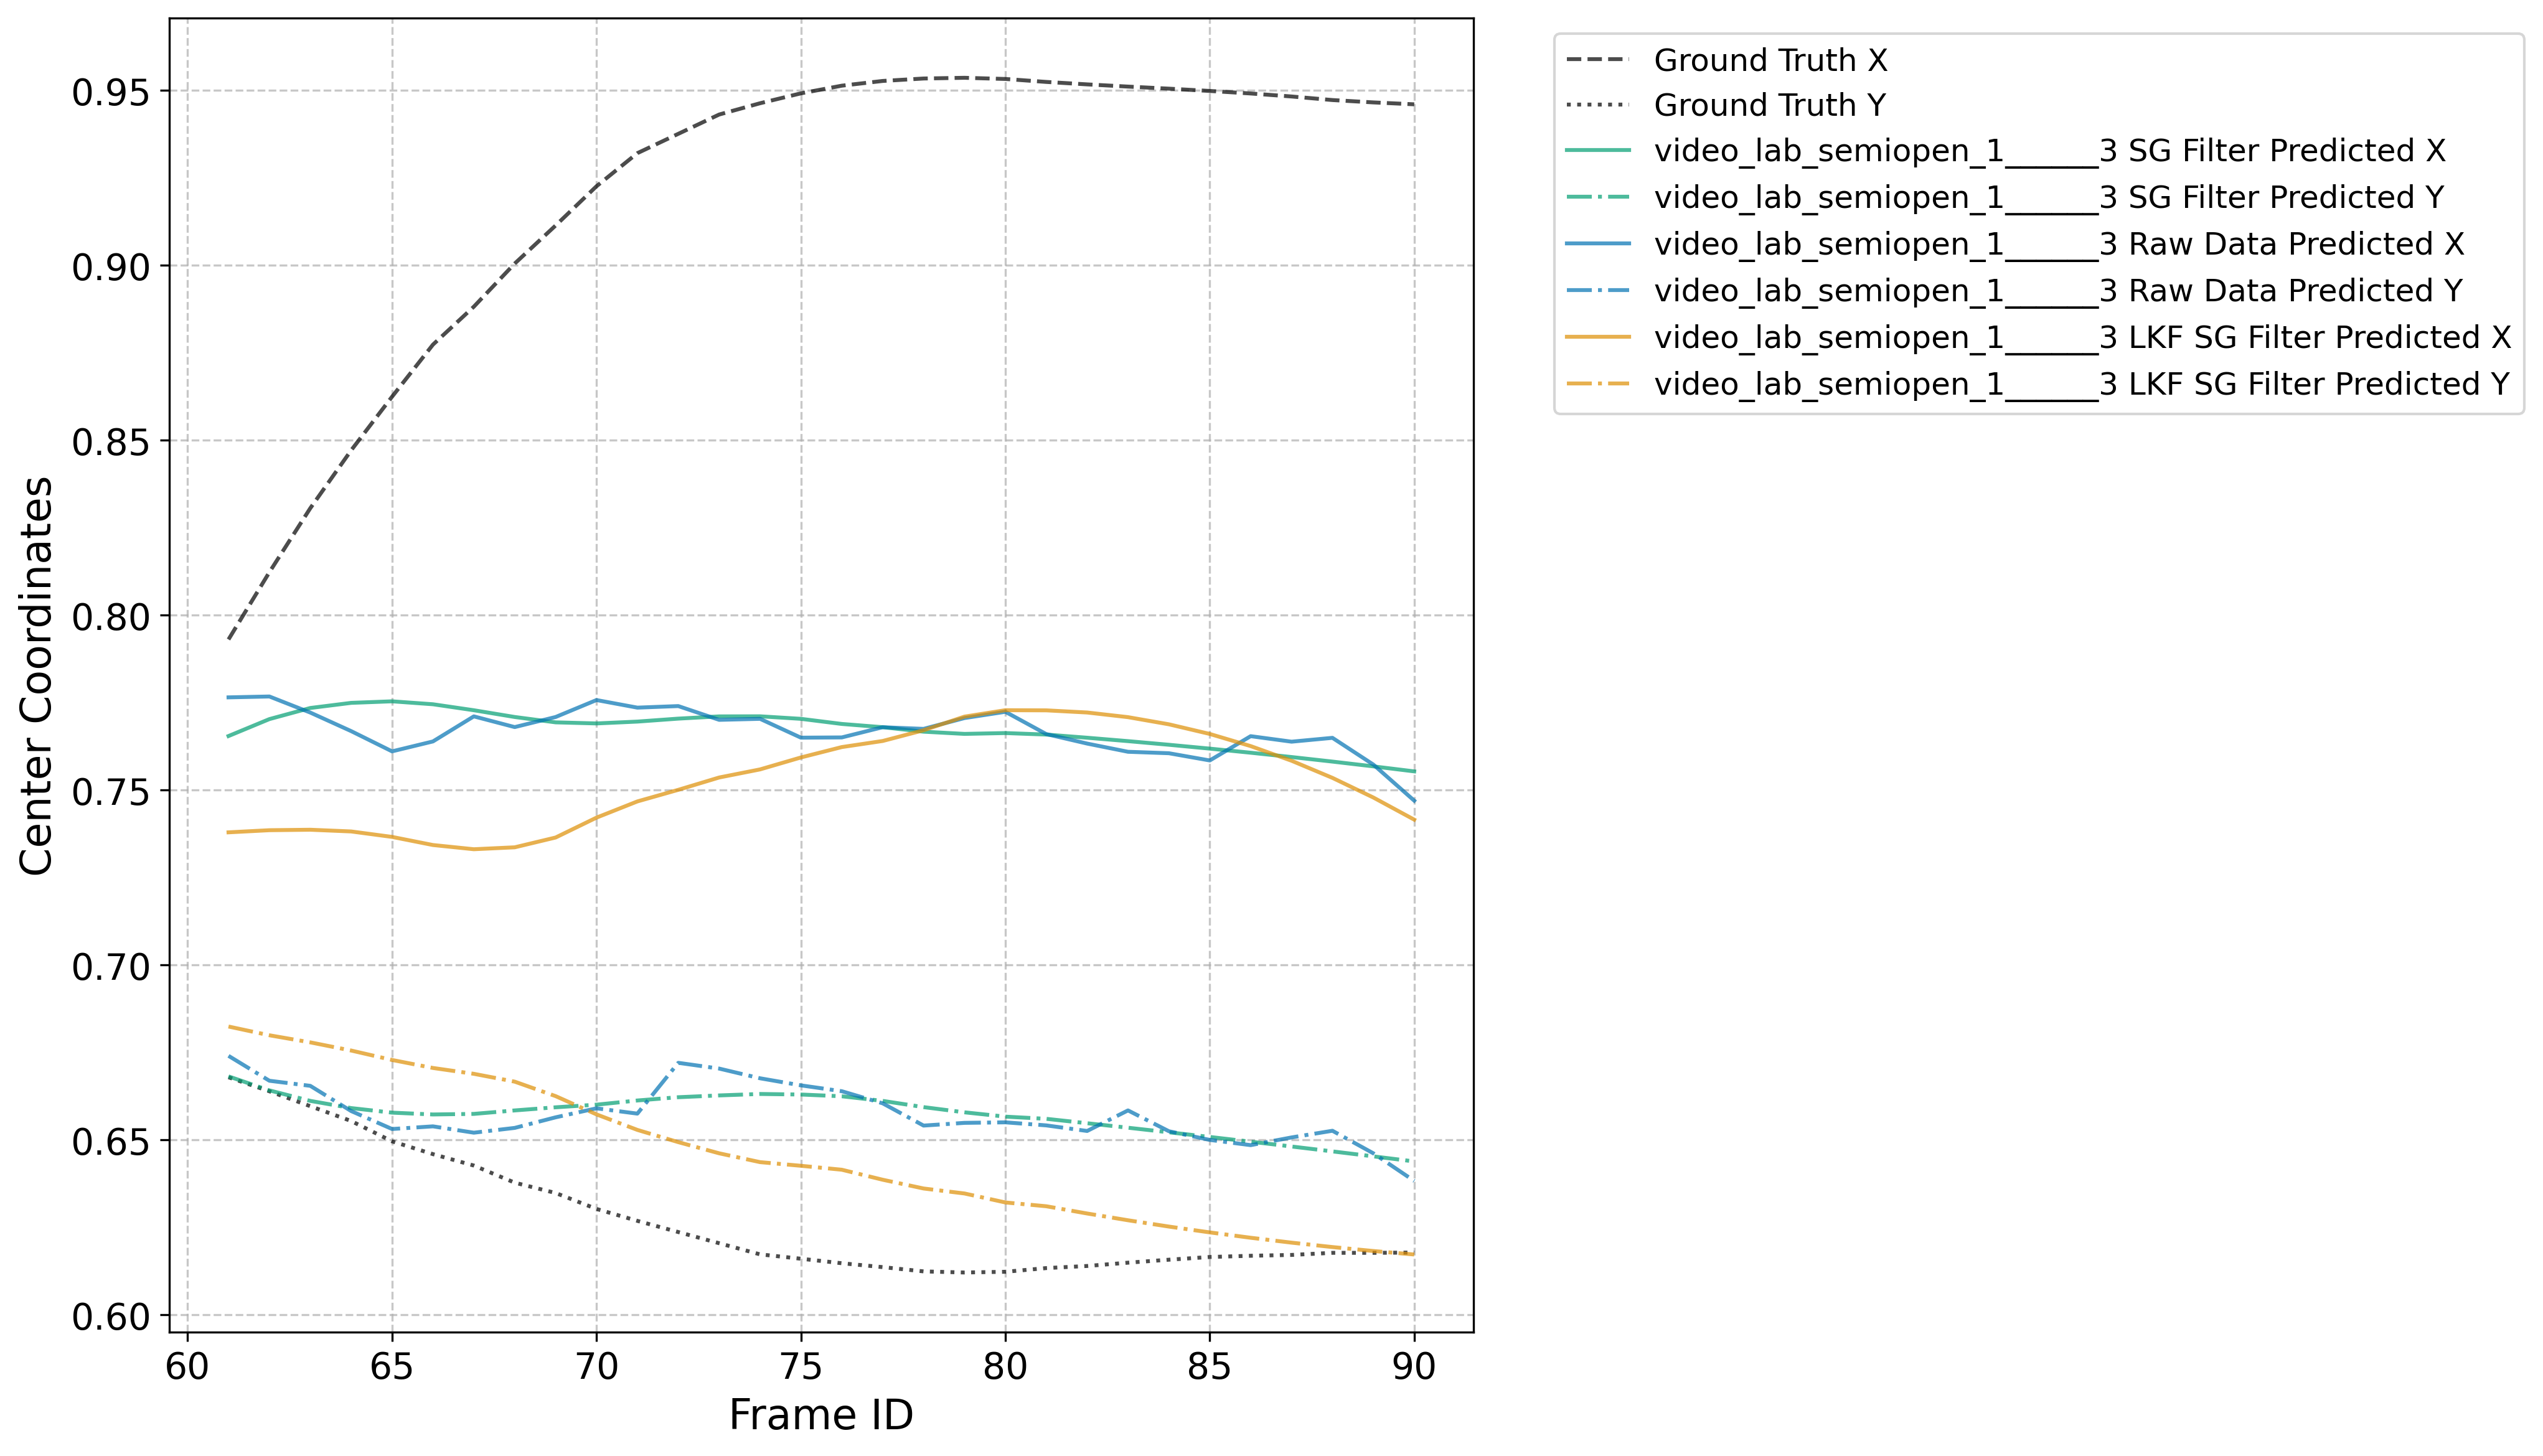 Ground Truth X
Ground Truth Y
video_lab_semiopen_1______3 SG Filter Predicted X
video_lab_semiopen_1______3 SG Filter Predicted Y
video_lab_semiopen_1______3 Raw Data Predicted X
video_lab_semiopen_1______3 Raw Data Predicted Y
video_lab_semiopen_1______3 LKF SG Filter Predicted X
video_lab_semiopen_1______3 LKF SG Filter Predicted Y
Center Coordinates
0.95
0.90
0.85
0.80
0.75
0.70
0.65
0.60
60 65 70 75 80 85 90
Frame ID